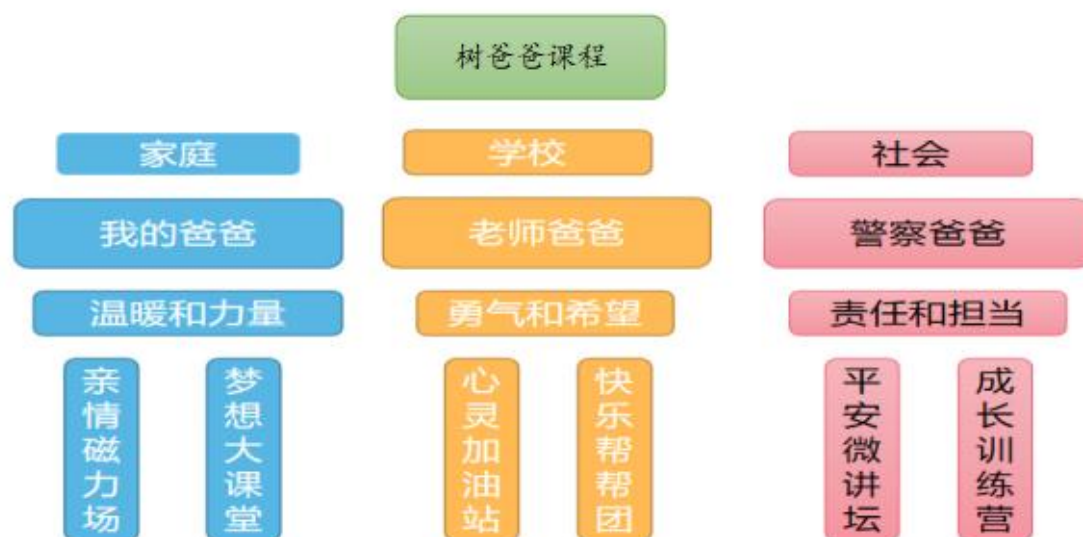 树爸爸课程
家庭
学校
社会
我的爸爸
老师爸爸
警察爸爸
温暖和力量
勇气和希望
责任和担当
亲情磁力场
梦想大课堂
心灵加油站
快乐帮帮团
平安微讲坛
成长训练营